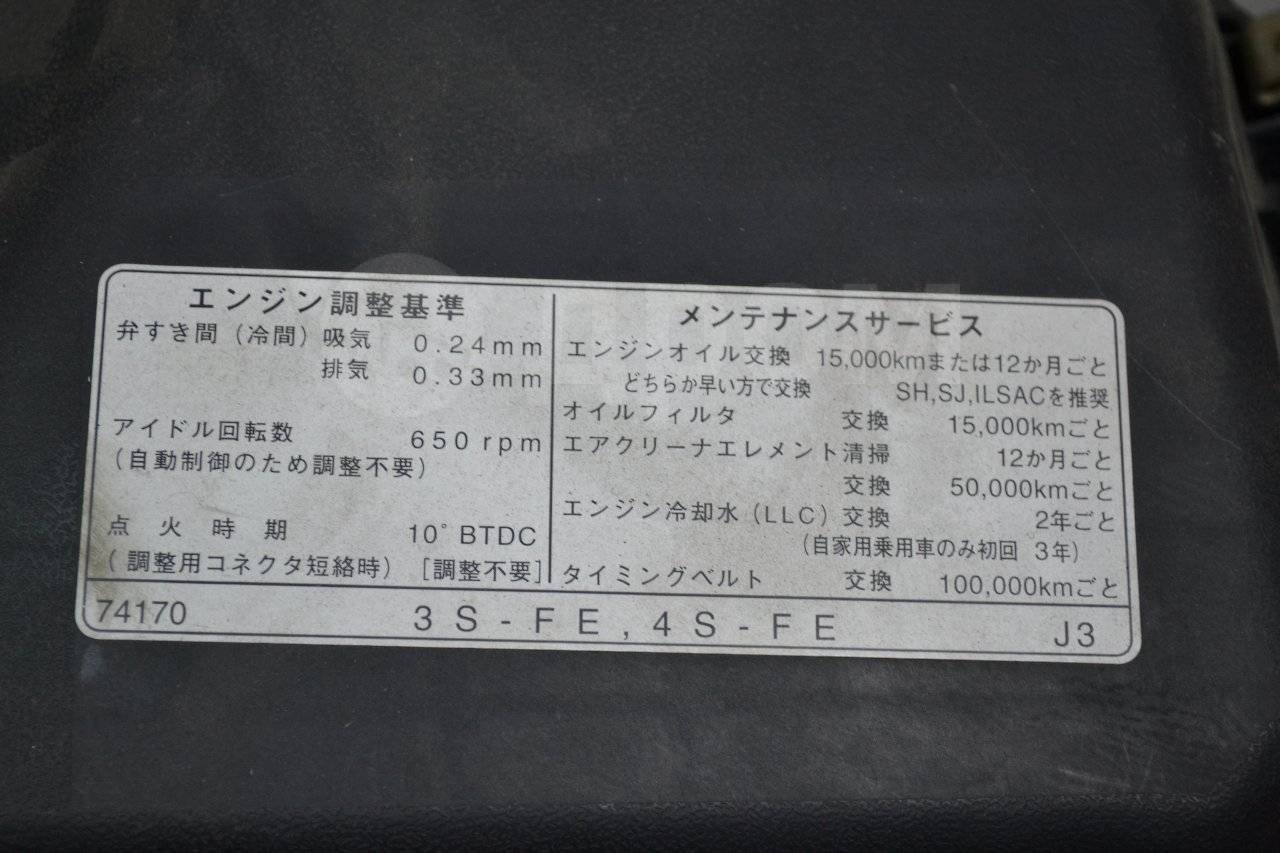 エンジン調整基準
弁すき間（冷間）吸気 0.24mm
排気 0.33mm
アイドル回転数 650 rpm
（自動制御のため調整不要）
点火時期 10°BTDC
（調整用コネクタ短絡時）［調整不要］
メンテナンスサービス
エンジンオイル交換 15,000kmまたは12か月ごと
どちらか早い方で交換 SH,SJ,ILSACを推奨
オイルフィルタ 交換 15,000kmごと
エアクリーナエレメント清掃 12か月ごと
交換 50,000kmごと
エンジン冷却水（LLC）交換 2年ごと
（自家用乗用車のみ初回 3年）
タイミングベルト 交換 100,000kmごと
74170 3S-FE,4S-FE J3